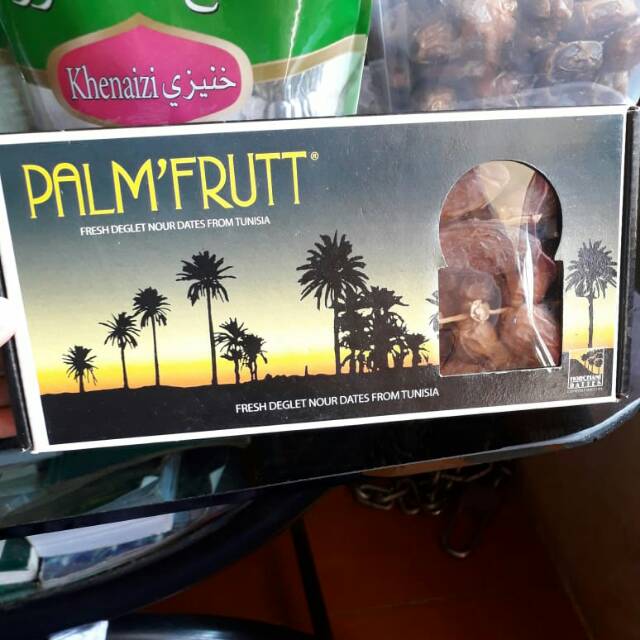 Khenaizi خنيزي
PALM'FRUTT®
FRESH DEGLET NOUR DATES FROM TUNISIA
FRESH DEGLET NOUR DATES FROM TUNISIA